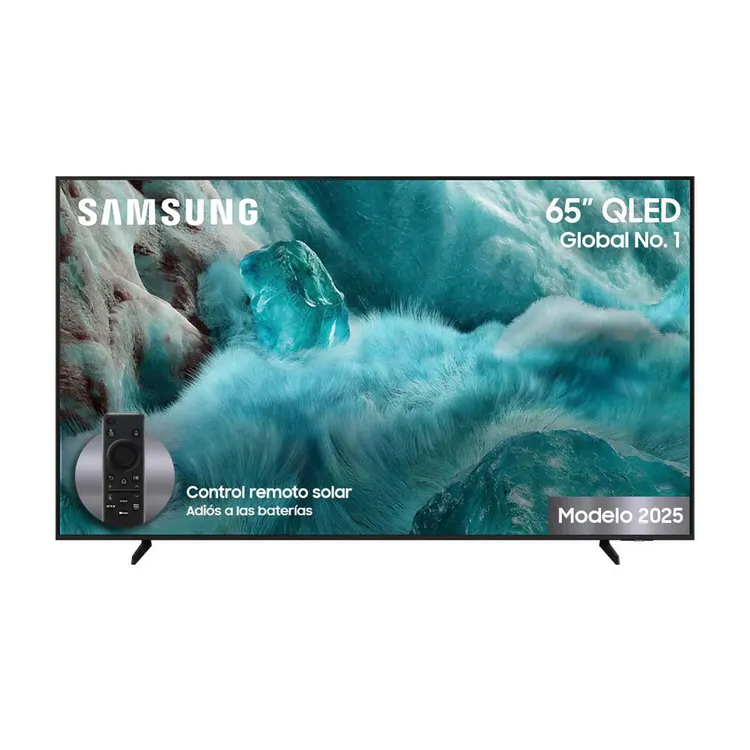 SAMSUNG
65” QLED
Global No. 1
Control remoto solar
Adiós a las baterías
Modelo 2025